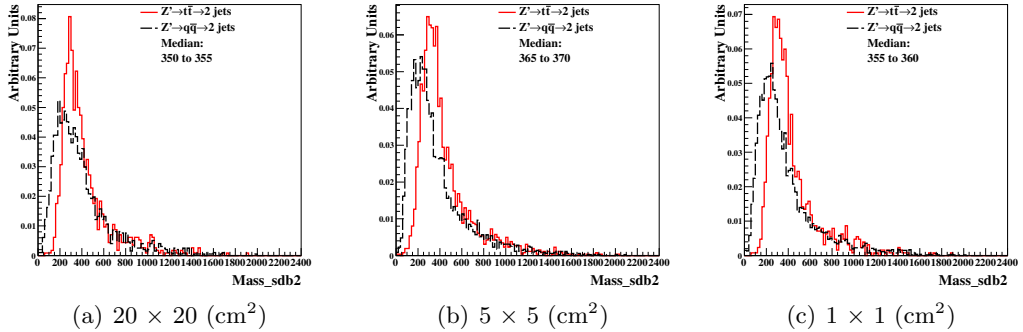 Arbitrary Units
Z'→tt̄→2 jets
Z'→qq̄→2 jets
Median:
350 to 355
0.08
0.07
0.06
0.05
0.04
0.03
0.02
0.01
0
0 200 400 600 800 1000 1200 1400 1600 1800 2000 2200 2400
Mass_sdb2
(a) 20 × 20 (cm²)
Arbitrary Units
Z'→tt̄→2 jets
Z'→qq̄→2 jets
Median:
365 to 370
0.06
0.05
0.04
0.03
0.02
0.01
0
0 200 400 600 800 1000 1200 1400 1600 1800 2000 2200 2400
Mass_sdb2
(b) 5 × 5 (cm²)
Arbitrary Units
Z'→tt̄→2 jets
Z'→qq̄→2 jets
Median:
355 to 360
0.07
0.06
0.05
0.04
0.03
0.02
0.01
0
0 200 400 600 800 1000 1200 1400 1600 1800 2000 2200 2400
Mass_sdb2
(c) 1 × 1 (cm²)